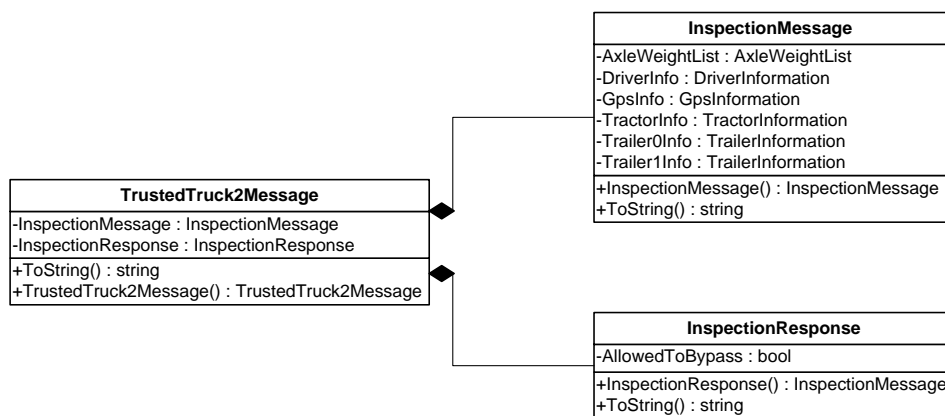 InspectionMessage
-AxleWeightList : AxleWeightList
-DriverInfo : DriverInformation
-GpsInfo : GpsInformation
-TractorInfo : TractorInformation
-Trailer0Info : TrailerInformation
-Trailer1Info : TrailerInformation
+InspectionMessage() : InspectionMessage
+ToString() : string
TrustedTruck2Message
-InspectionMessage : InspectionMessage
-InspectionResponse : InspectionResponse
+ToString() : string
+TrustedTruck2Message() : TrustedTruck2Message
InspectionResponse
-AllowedToBypass : bool
+InspectionResponse() : InspectionMessage
+ToString() : string